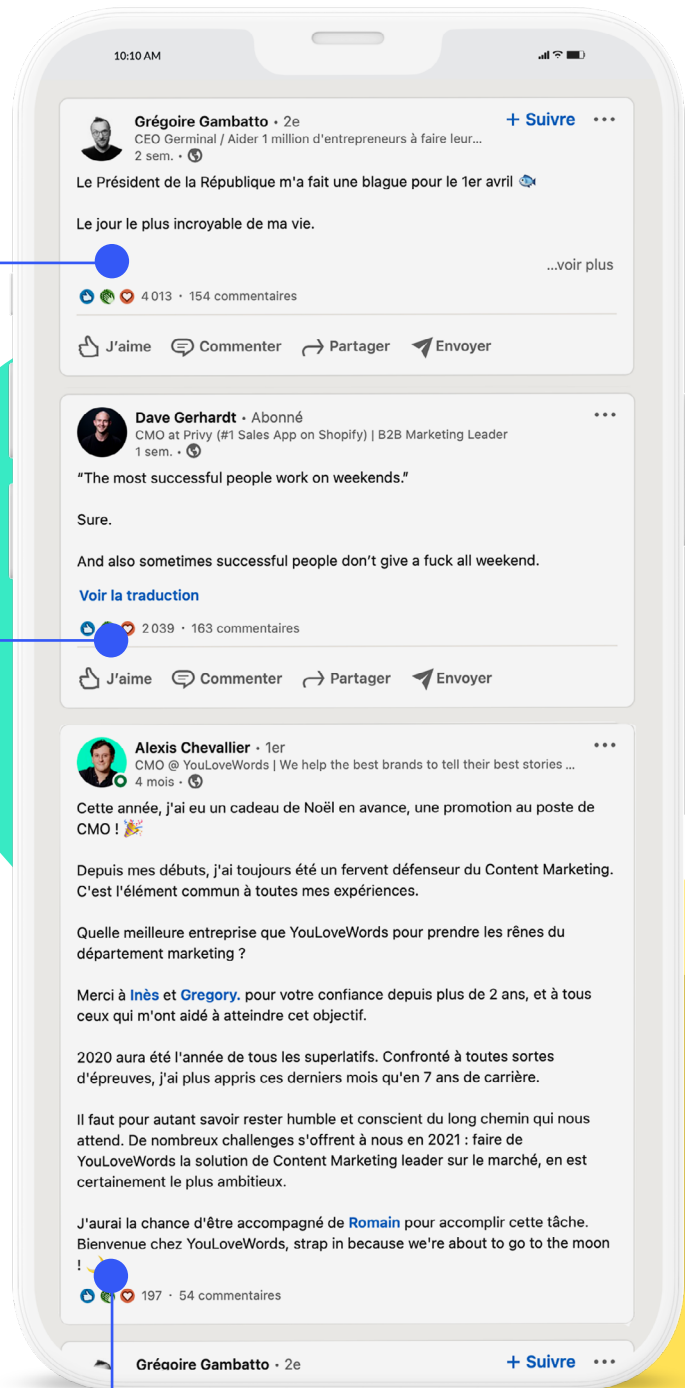 10:10 AM
Grégoire Gambatto • 2e
+ Suivre
CEO Germinal / Aider 1 million d'entrepreneurs à faire leur...
2 sem. •
Le Président de la République m'a fait une blague pour le 1er avril 🐟
Le jour le plus incroyable de ma vie.
...voir plus
4 013 · 154 commentaires
J'aime Commenter Partager Envoyer
Dave Gerhardt • Abonné
CMO at Privy (#1 Sales App on Shopify) | B2B Marketing Leader
1 sem. •
“The most successful people work on weekends.”
Sure.
And also sometimes successful people don’t give a fuck all weekend.
Voir la traduction
2 039 · 163 commentaires
J'aime Commenter Partager Envoyer
Alexis Chevallier • 1er
CMO @ YouLoveWords | We help the best brands to tell their best stories ...
4 mois •
Cette année, j'ai eu un cadeau de Noël en avance, une promotion au poste de
CMO ! 🎉
Depuis mes débuts, j'ai toujours été un fervent défenseur du Content Marketing.
C'est l'élément commun à toutes mes expériences.
Quelle meilleure entreprise que YouLoveWords pour prendre les rênes du
département marketing ?
Merci à Inès et Gregory. pour votre confiance depuis plus de 2 ans, et à tous
ceux qui m'ont aidé à atteindre cet objectif.
2020 aura été l'année de tous les superlatifs. Confronté à toutes sortes
d'épreuves, j'ai plus appris ces derniers mois qu'en 7 ans de carrière.
Il faut pour autant savoir rester humble et conscient du long chemin qui nous
attend. De nombreux challenges s'offrent à nous en 2021 : faire de
YouLoveWords la solution de Content Marketing leader sur le marché, en est
certainement le plus ambitieux.
J'aurai la chance d'être accompagné de Romain pour accomplir cette tâche.
Bienvenue chez YouLoveWords, strap in because we're about to go to the moon
!
197 · 54 commentaires
Grégoire Gambatto • 2e
+ Suivre